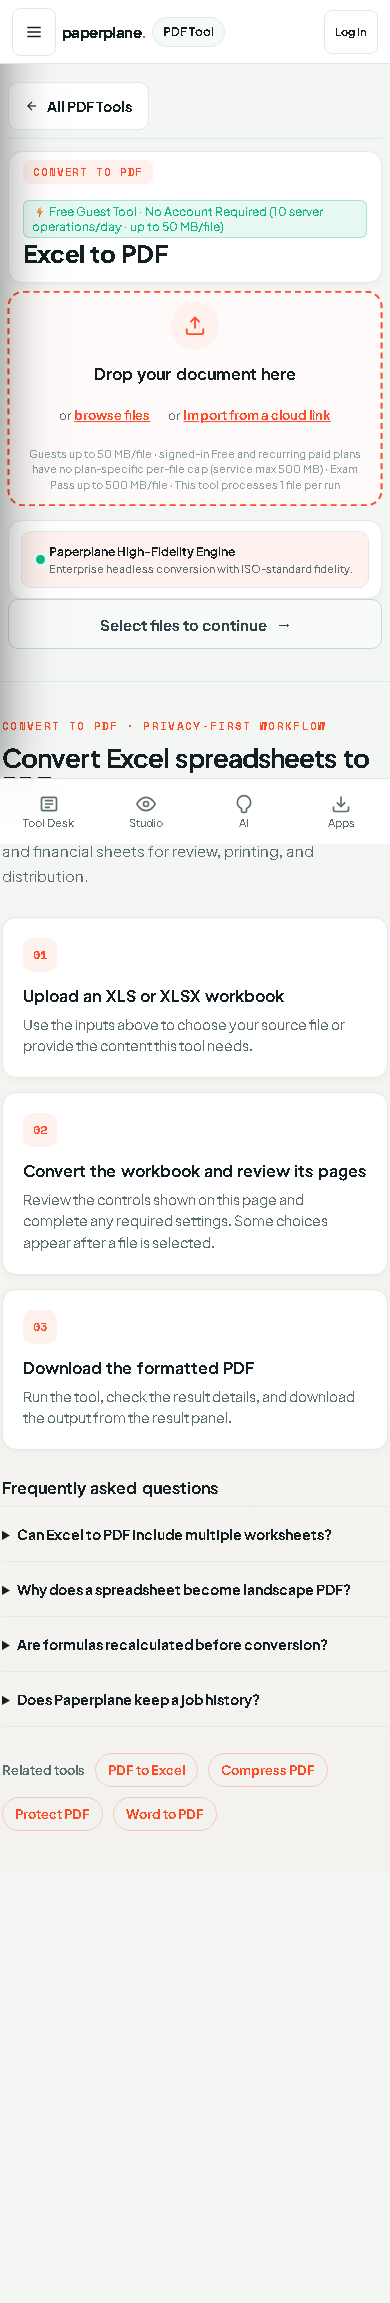 paperplane.
PDF Tool
Log In
← All PDF Tools
CONVERT TO PDF
Free Guest Tool · No Account Required (10 server
operations/day · up to 50 MB/file)
Excel to PDF
Drop your document here
or browse files or Import from a cloud link
Guests up to 50 MB/file · signed-in Free and recurring paid plans
have no plan-specific per-file cap (service max 500 MB) · Exam
Pass up to 500 MB/file · This tool processes 1 file per run
Paperplane High-Fidelity Engine
Enterprise headless conversion with ISO-standard fidelity.
Select files to continue →
CONVERT TO PDF · PRIVACY-FIRST WORKFLOW
Convert Excel spreadsheets to
Tool Desk
Studio
AI
Apps
and financial sheets for review, printing, and
distribution.
01
Upload an XLS or XLSX workbook
Use the inputs above to choose your source file or
provide the content this tool needs.
02
Convert the workbook and review its pages
Review the controls shown on this page and
complete any required settings. Some choices
appear after a file is selected.
03
Download the formatted PDF
Run the tool, check the result details, and download
the output from the result panel.
Frequently asked questions
Can Excel to PDF include multiple worksheets?
Why does a spreadsheet become landscape PDF?
Are formulas recalculated before conversion?
Does Paperplane keep a job history?
Related tools
PDF to Excel
Compress PDF
Protect PDF
Word to PDF